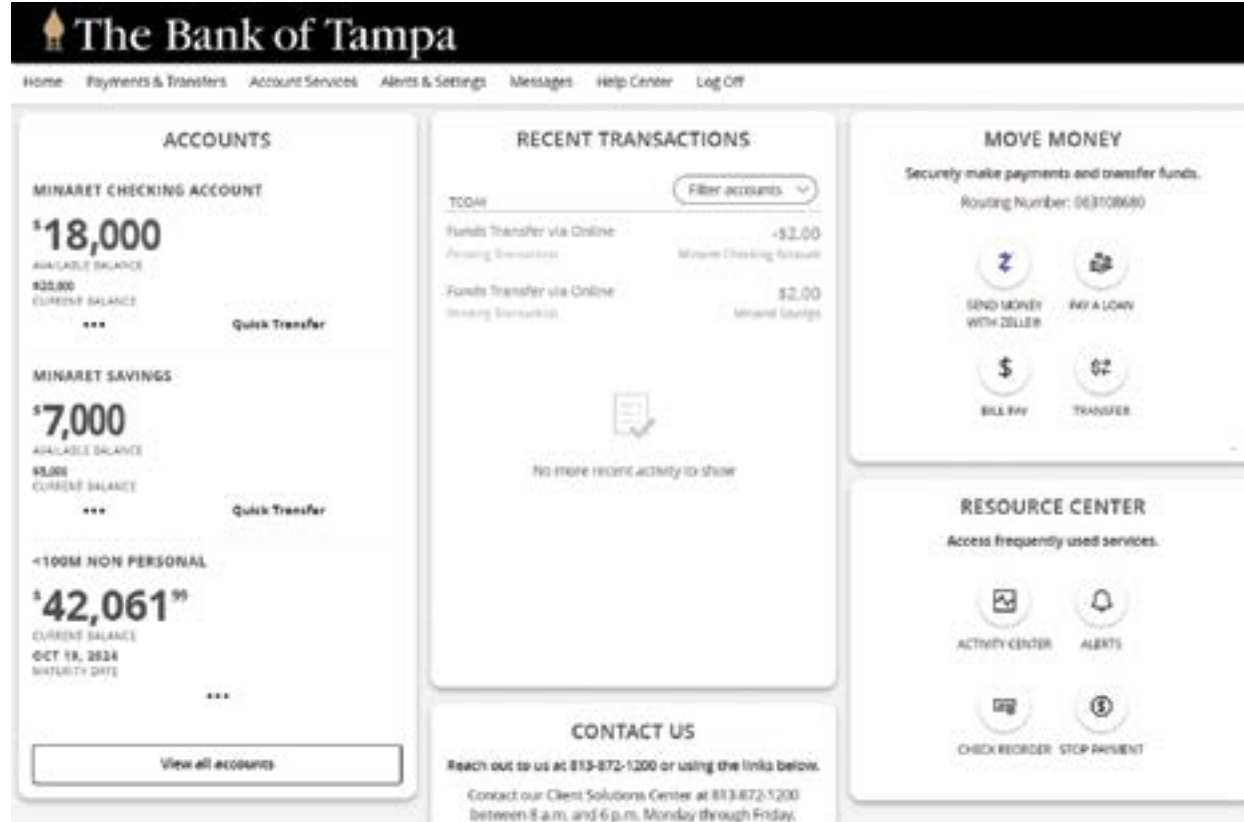 The Bank of Tampa
Home Payments & Transfers Account Services Alerts & Settings Messages Help Center Log Off
ACCOUNTS
MINARET CHECKING ACCOUNT
$18,000
AVAILABLE BALANCE
$20,000
CURRENT BALANCE
••• Quick Transfer
MINARET SAVINGS
$7,000
AVAILABLE BALANCE
CURRENT BALANCE
••• Quick Transfer
<100M NON PERSONAL
$42,061.99
CURRENT BALANCE
OCT 19, 2024
MATURITY DATE
•••
View all accounts
RECENT TRANSACTIONS
Filter accounts
TODAY
Funds Transfer via Online -$2.00
Pending Transaction Minaret Checking Account
Funds Transfer via Online $2.00
Pending Transaction Minaret Savings
No more recent activity to show
CONTACT US
Reach out to us at 813-872-1200 or using the links below.
Contact our Client Solutions Center at 813-872-1200
between 8 a.m. and 6 p.m. Monday through Friday.
MOVE MONEY
Securely make payments and transfer funds.
Routing Number: 063108680
SEND MONEY
WITH ZELLE®
PAY A LOAN
BILL PAY
TRANSFER
RESOURCE CENTER
Access frequently used services.
ACTIVITY CENTER
ALERTS
CHECK REORDER
STOP PAYMENT